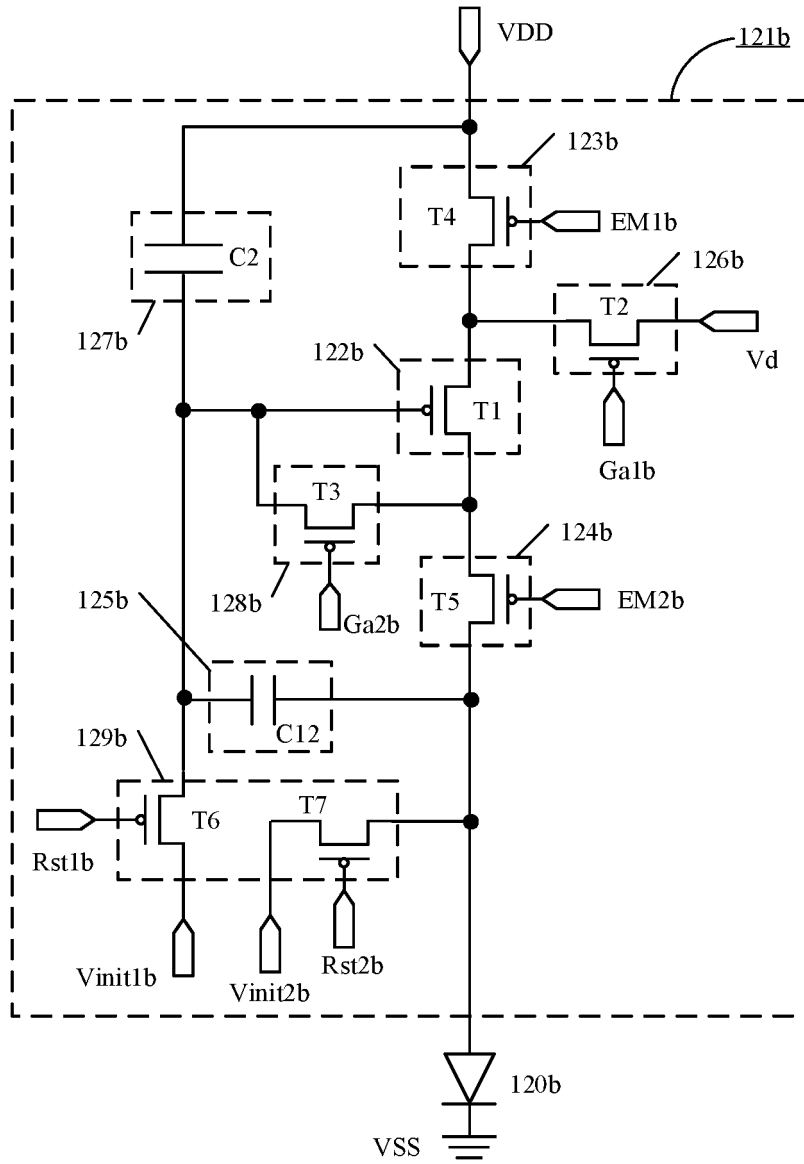 VDD
121b
123b
T4
EM1b
C2
126b
T2
127b
122b
Vd
T1
Ga1b
T3
124b
125b
128b
T5
EM2b
Ga2b
C12
129b
T7
T6
Rst1b
Rst2b
Vinit1b
Vinit2b
120b
VSS